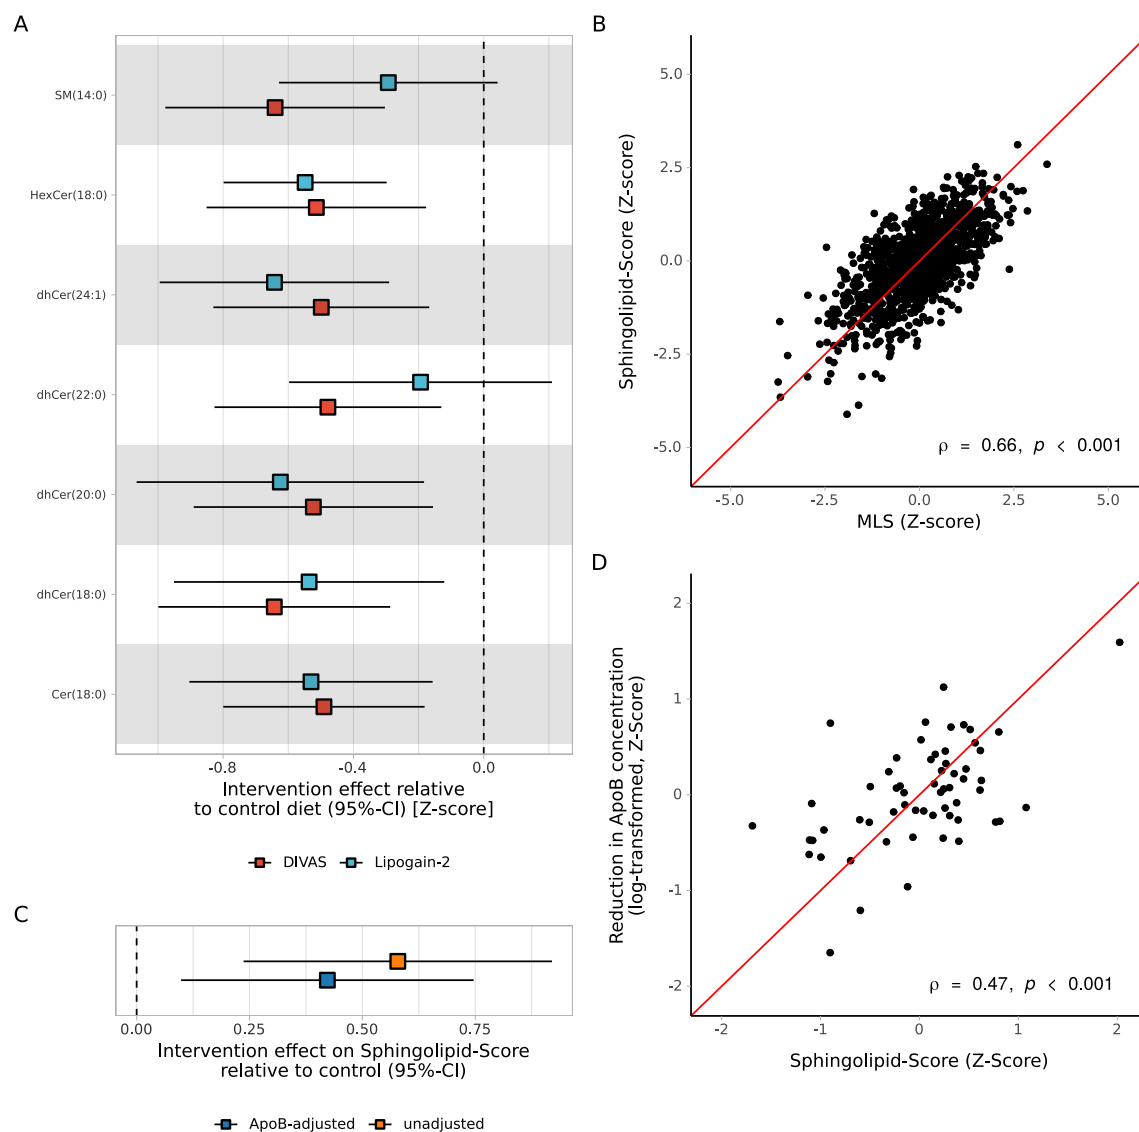 A
SM(14:0)
HexCer(18:0)
dhCer(24:1)
dhCer(22:0)
dhCer(20:0)
dhCer(18:0)
Cer(18:0)
-0.8 -0.4 0.0
Intervention effect relative
to control diet (95%-CI) [Z-score]
DIVAS Lipogain-2
B
Sphingolipid-Score (Z-score)
5.0
2.5
0.0
-2.5
-5.0
ρ = 0.66, p < 0.001
-5.0 -2.5 0.0 2.5 5.0
MLS (Z-score)
C
0.00 0.25 0.50 0.75
Intervention effect on Sphingolipid-Score
relative to control (95%-CI)
ApoB-adjusted unadjusted
D
Reduction in ApoB concentration
(log-transformed, Z-Score)
2
1
0
-1
-2
ρ = 0.47, p < 0.001
-2 -1 0 1 2
Sphingolipid-Score (Z-Score)